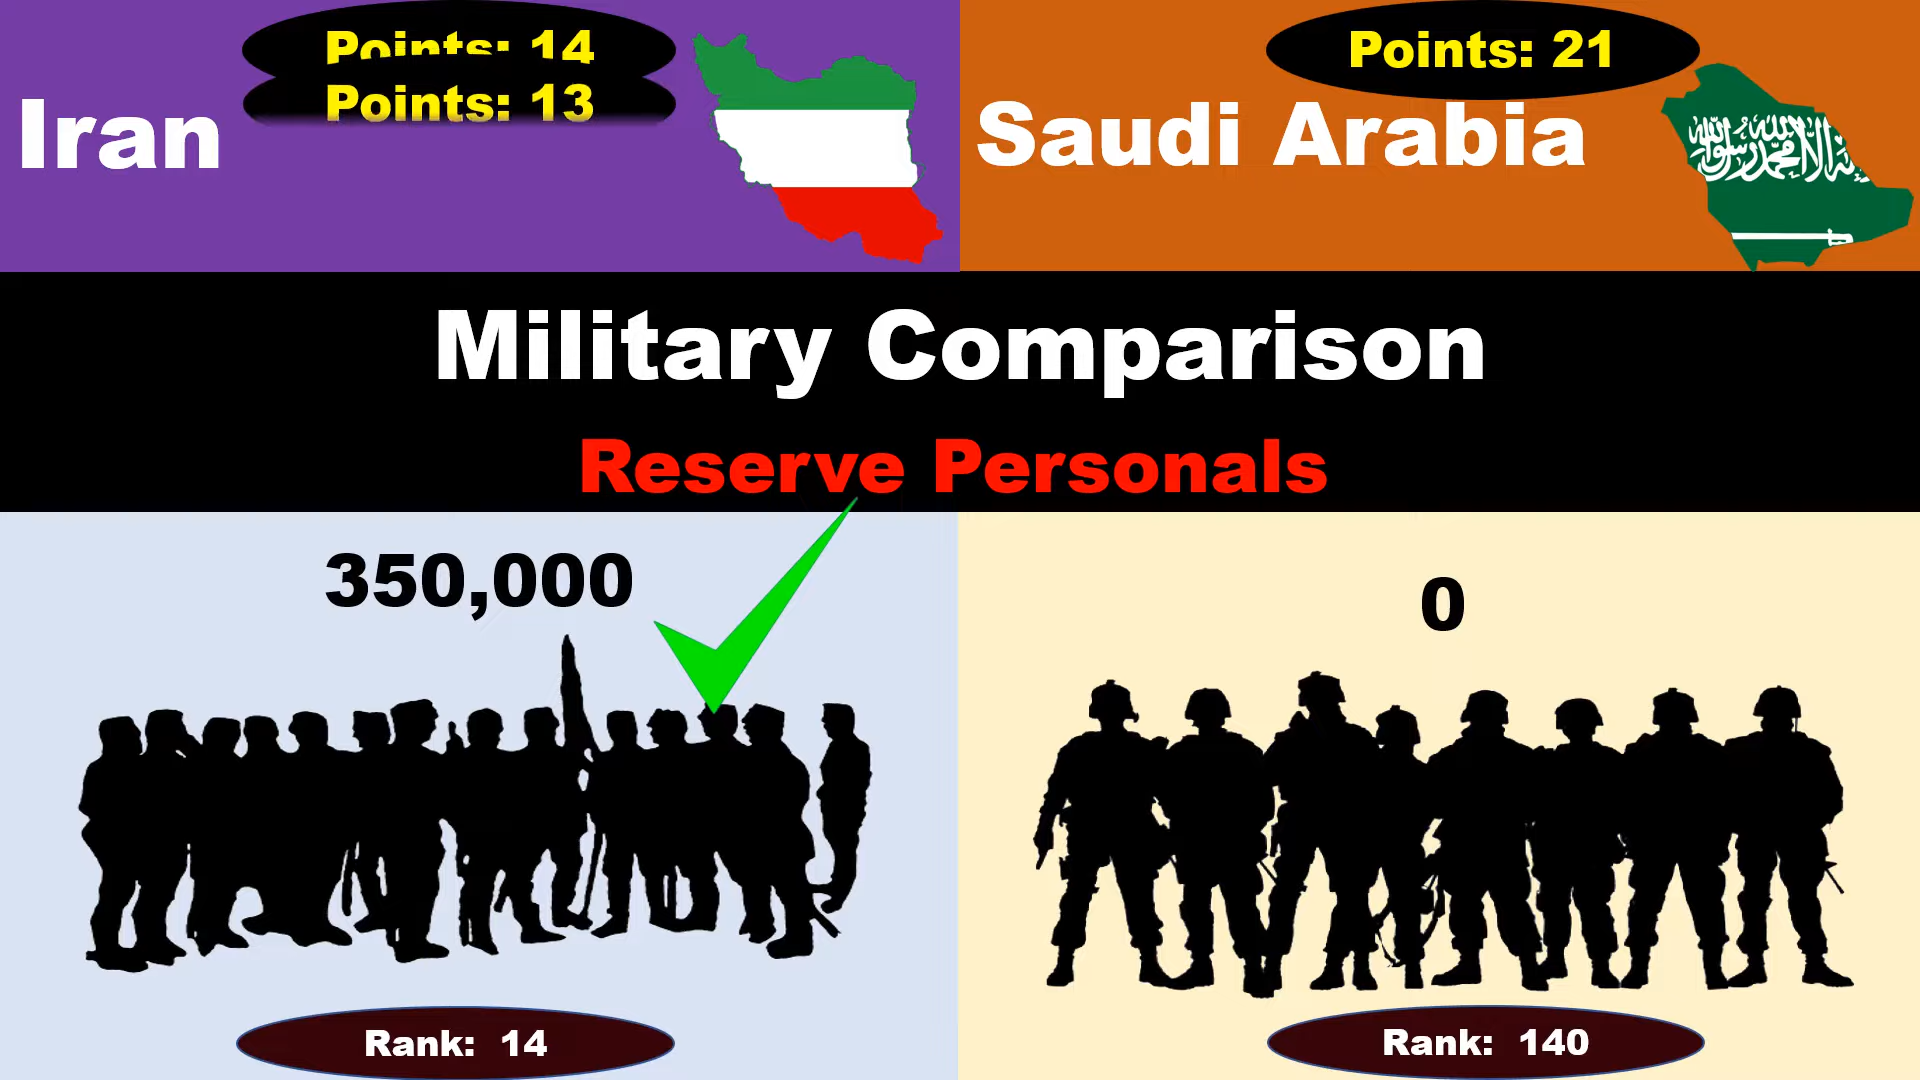 Points: 14
Points: 13
Iran
Points: 21
Saudi Arabia
Military Comparison
Reserve Personals
350,000
0
Rank: 14
Rank: 140